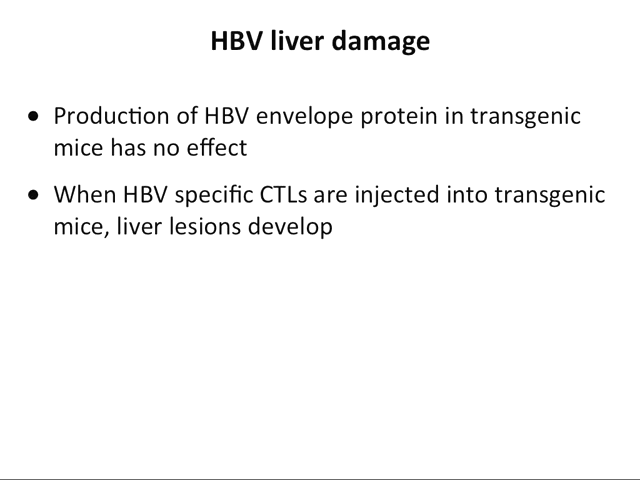 HBV liver damage
• Production of HBV envelope protein in transgenic
mice has no effect
• When HBV specific CTLs are injected into transgenic
mice, liver lesions develop